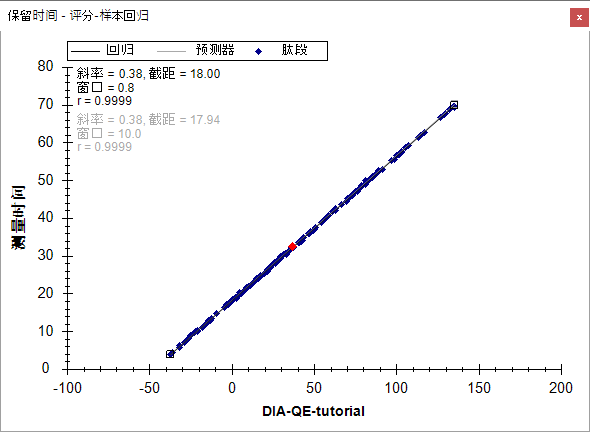 保留时间 - 评分-样本回归
x
回归 预测器 肽段
斜率 = 0.38, 截距 = 18.00
窗口 = 0.8
r = 0.9999
斜率 = 0.38, 截距 = 17.94
窗口 = 10.0
r = 0.9999
80
70
60
50
40
30
20
10
0
测量时间
-100 -50 0 50 100 150 200
DIA-QE-tutorial